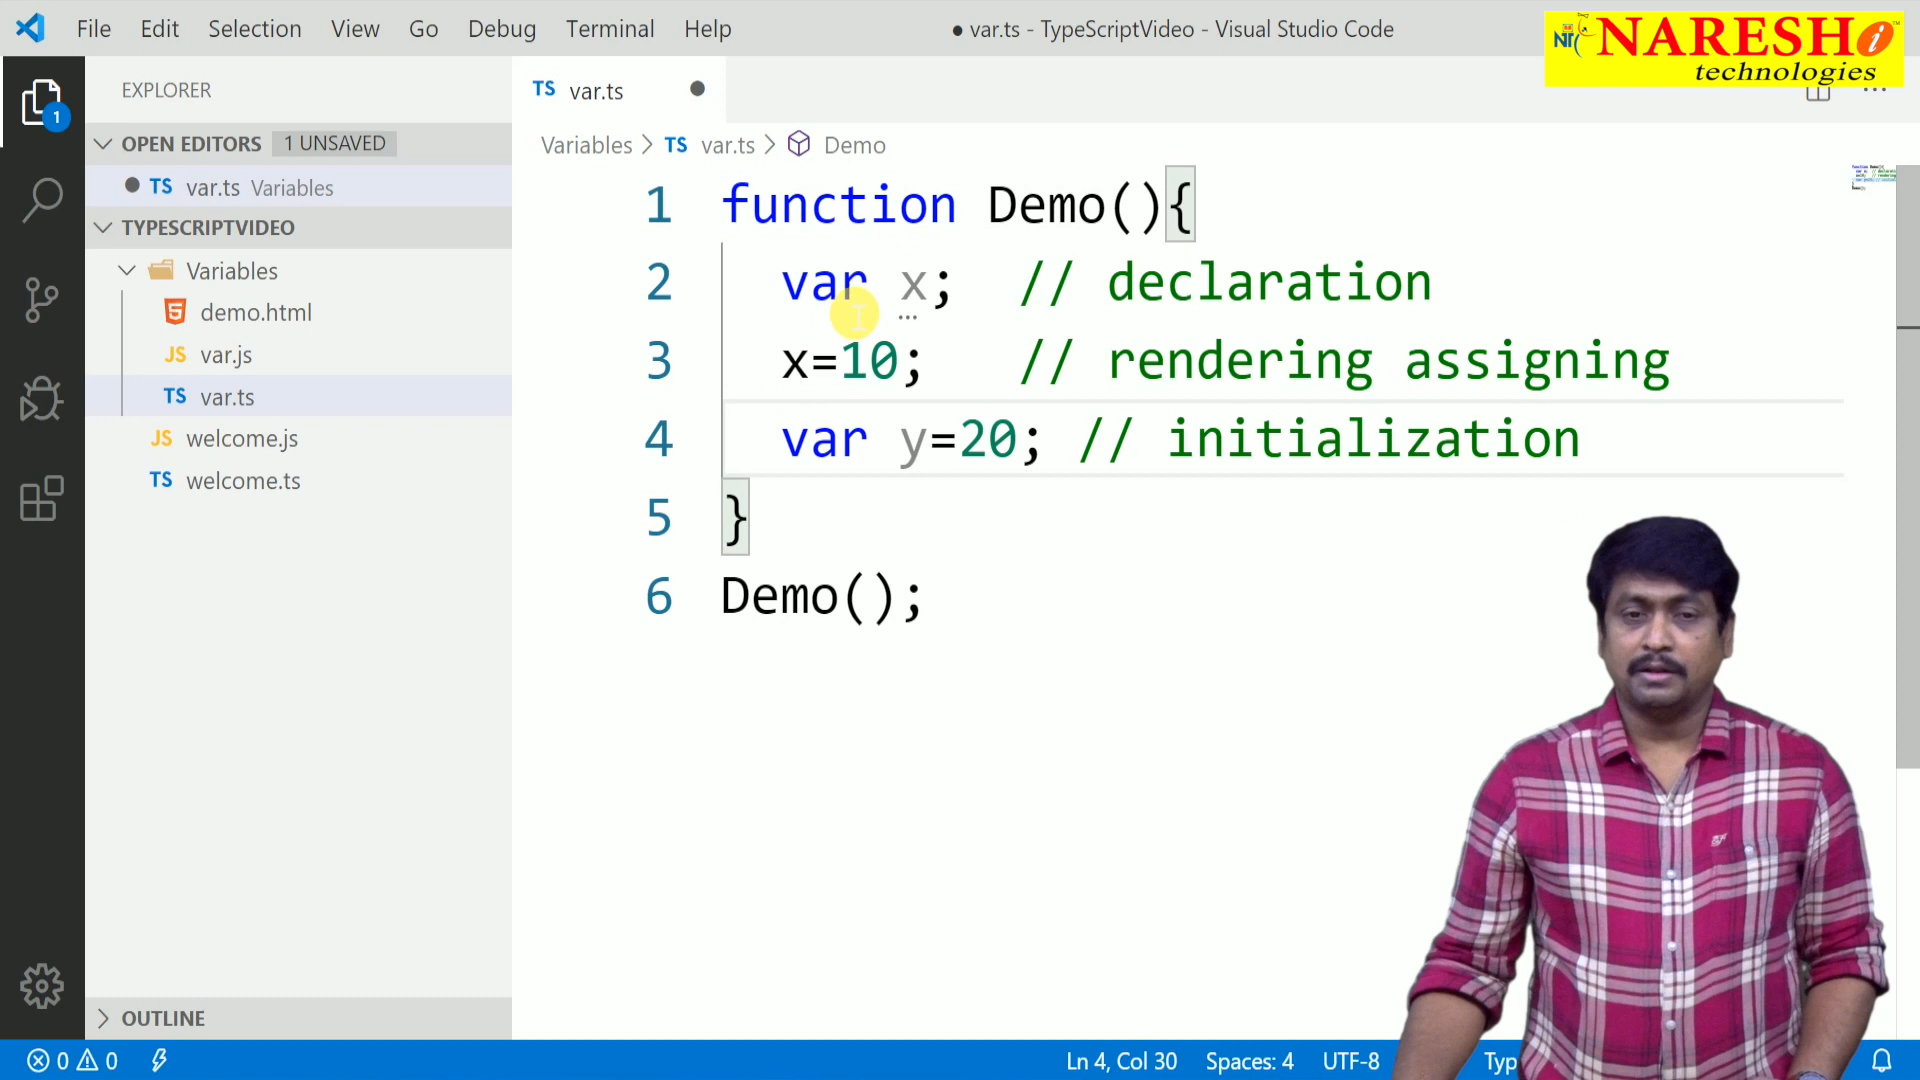 File Edit Selection View Go Debug Terminal Help
● var.ts - TypeScriptVideo - Visual Studio Code
NARESH i
technologies
EXPLORER
OPEN EDITORS 1 UNSAVED
TS var.ts Variables
TYPESCRIPTVIDEO
Variables
demo.html
JS var.js
TS var.ts
JS welcome.js
TS welcome.ts
OUTLINE
TS var.ts
Variables > TS var.ts > Demo
1 function Demo(){
2 var x; // declaration
3 x=10; // rendering assigning
4 var y=20; // initialization
5 }
6 Demo();
1
0 0
Ln 4, Col 30 Spaces: 4 UTF-8 Typ